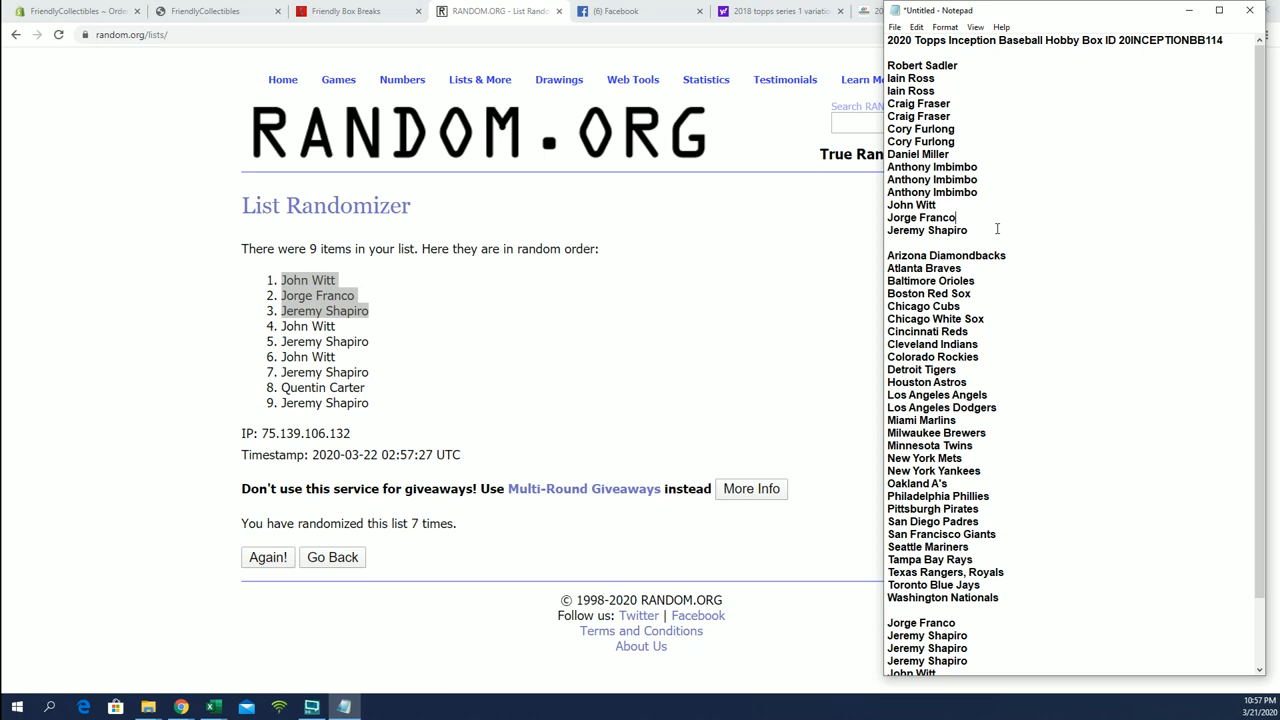 FriendlyCollectibles ~ Orde
FriendlyCollectibles
Friendly Box Breaks
RANDOM.ORG - List Rando
(6) Facebook
2018 topps series 1 variatio
random.org/lists/
Home Games Numbers Lists & More Drawings Web Tools Statistics Testimonials Learn Mo
RANDOM.ORG
Search RAN
True Ran
List Randomizer
There were 9 items in your list. Here they are in random order:
1. John Witt
2. Jorge Franco
3. Jeremy Shapiro
4. John Witt
5. Jeremy Shapiro
6. John Witt
7. Jeremy Shapiro
8. Quentin Carter
9. Jeremy Shapiro
IP: 75.139.106.132
Timestamp: 2020-03-22 02:57:27 UTC
Don't use this service for giveaways! Use Multi-Round Giveaways instead More Info
You have randomized this list 7 times.
Again! Go Back
© 1998-2020 RANDOM.ORG
Follow us: Twitter | Facebook
Terms and Conditions
About Us
*Untitled - Notepad
File Edit Format View Help
2020 Topps Inception Baseball Hobby Box ID 20INCEPTIONBB114
Robert Sadler
Iain Ross
Iain Ross
Craig Fraser
Craig Fraser
Cory Furlong
Cory Furlong
Daniel Miller
Anthony Imbimbo
Anthony Imbimbo
Anthony Imbimbo
John Witt
Jorge Franco
Jeremy Shapiro
Arizona Diamondbacks
Atlanta Braves
Baltimore Orioles
Boston Red Sox
Chicago Cubs
Chicago White Sox
Cincinnati Reds
Cleveland Indians
Colorado Rockies
Detroit Tigers
Houston Astros
Los Angeles Angels
Los Angeles Dodgers
Miami Marlins
Milwaukee Brewers
Minnesota Twins
New York Mets
New York Yankees
Oakland A's
Philadelphia Phillies
Pittsburgh Pirates
San Diego Padres
San Francisco Giants
Seattle Mariners
Tampa Bay Rays
Texas Rangers, Royals
Toronto Blue Jays
Washington Nationals
Jorge Franco
Jeremy Shapiro
Jeremy Shapiro
Jeremy Shapiro
John Witt
10:57 PM
3/21/2020